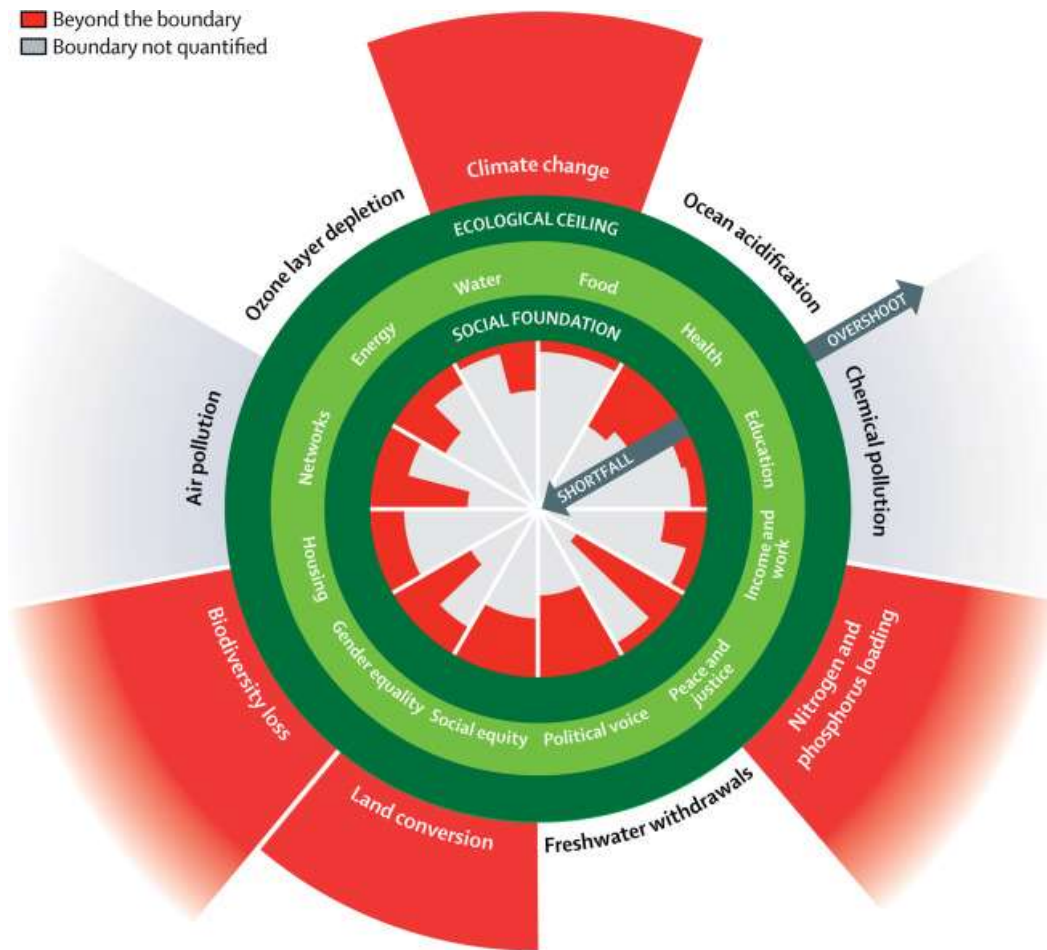 Beyond the boundary
Boundary not quantified
Climate change
Ozone layer depletion
Ocean acidification
ECOLOGICAL CEILING
Water
Food
Energy
SOCIAL FOUNDATION
Health
OVERSHOOT
Networks
Education
Air pollution
Chemical pollution
SHORTFALL
Housing
Income and
work
Biodiversity loss
Gender equality
Social equity
Political voice
Peace and
justice
Nitrogen and
phosphorus loading
Land conversion
Freshwater withdrawals